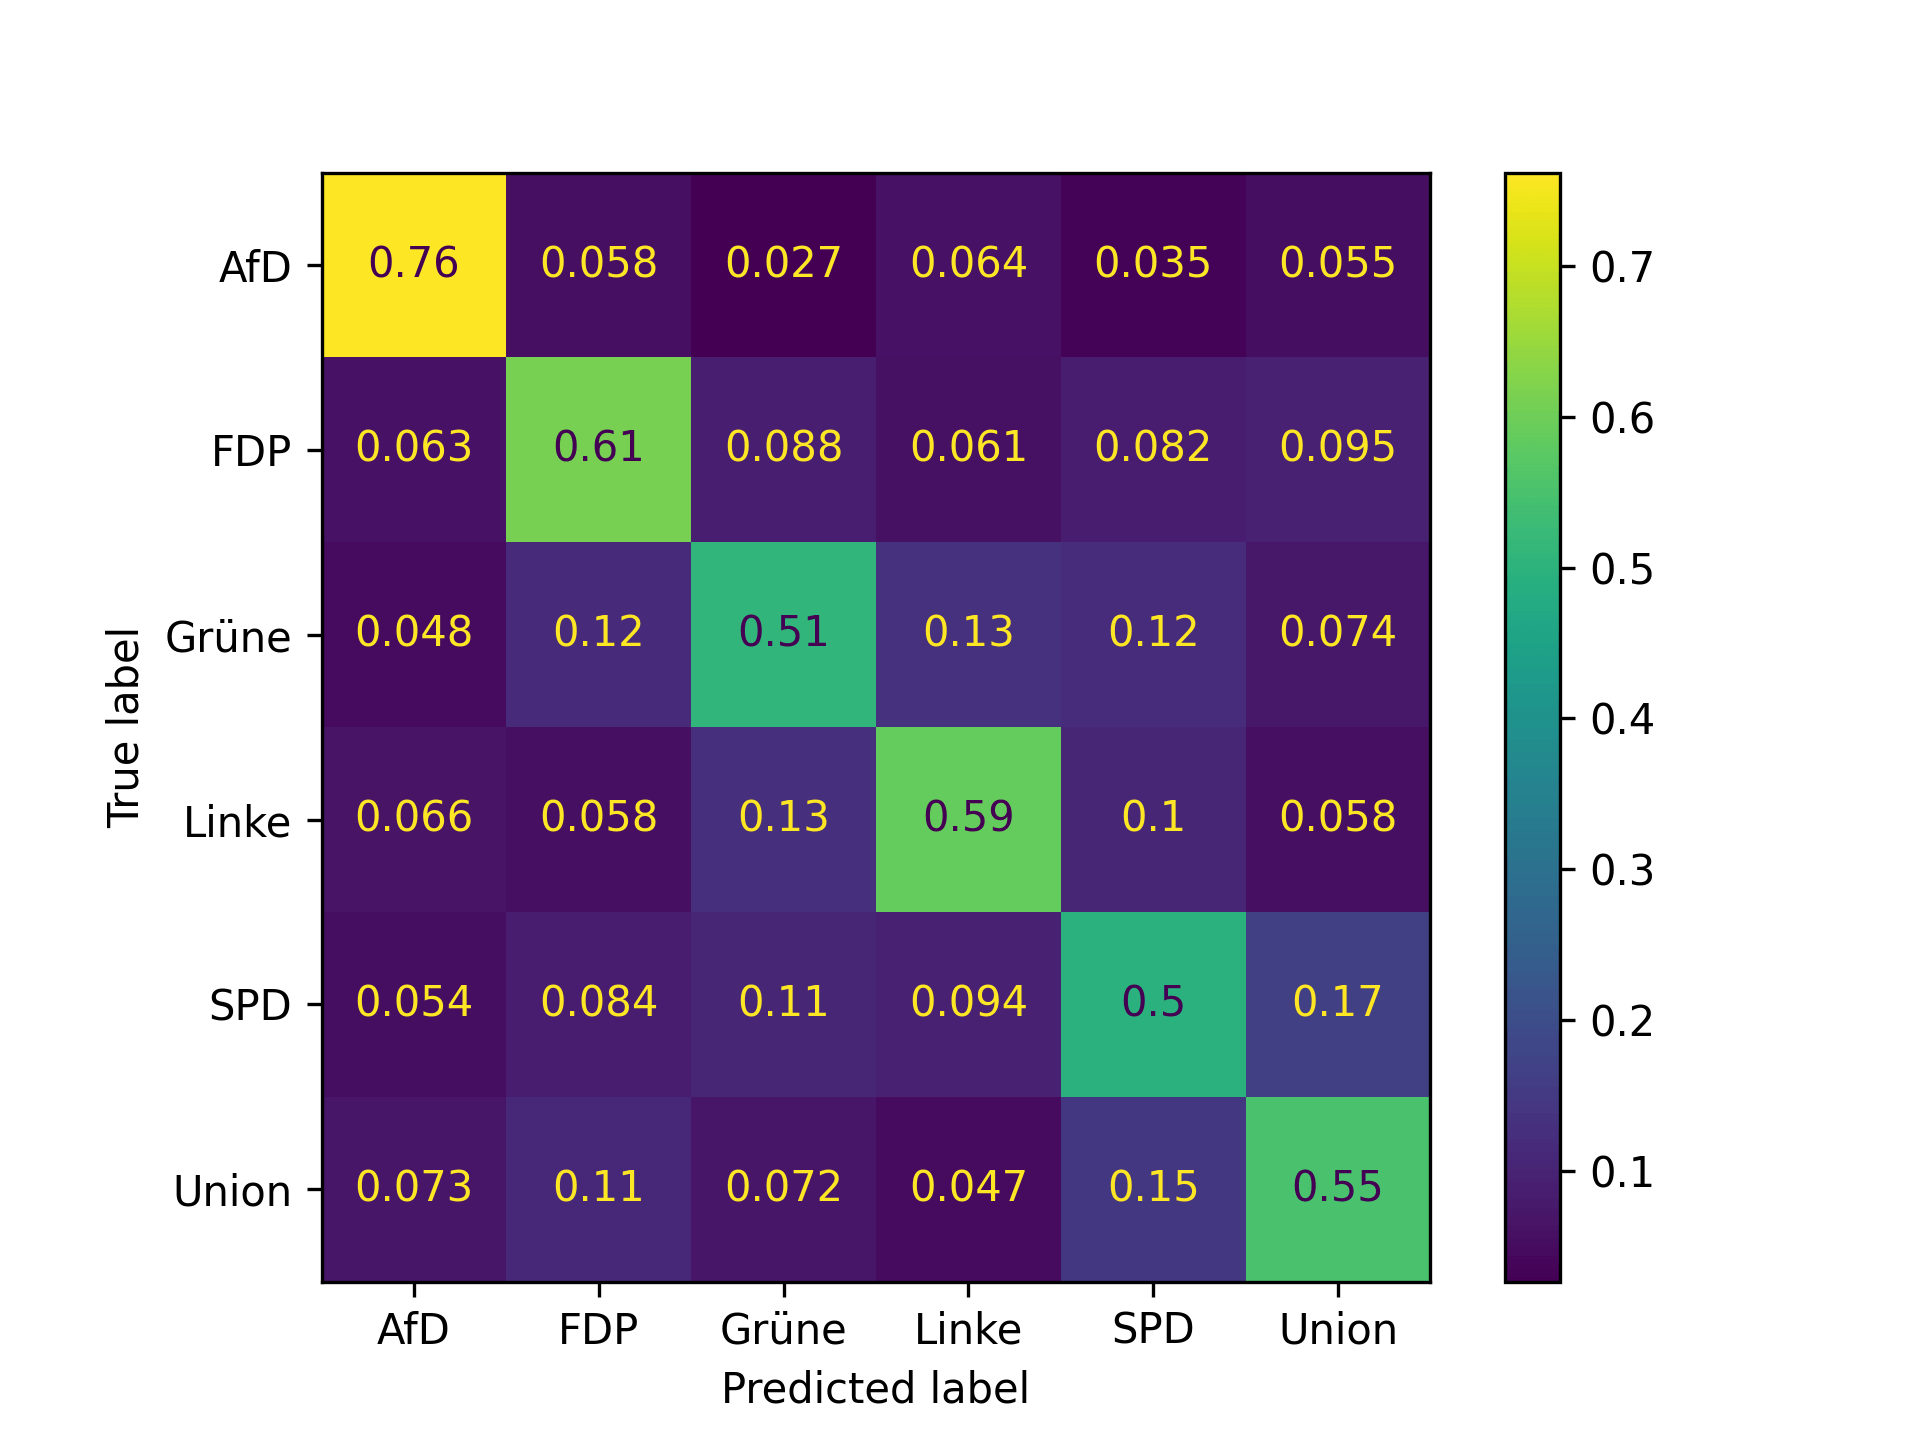 AfD 0.76 0.058 0.027 0.064 0.035 0.055
FDP 0.063 0.61 0.088 0.061 0.082 0.095
Grüne 0.048 0.12 0.51 0.13 0.12 0.074
Linke 0.066 0.058 0.13 0.59 0.1 0.058
SPD 0.054 0.084 0.11 0.094 0.5 0.17
Union 0.073 0.11 0.072 0.047 0.15 0.55
True label
AfD FDP Grüne Linke SPD Union
Predicted label
0.7
0.6
0.5
0.4
0.3
0.2
0.1